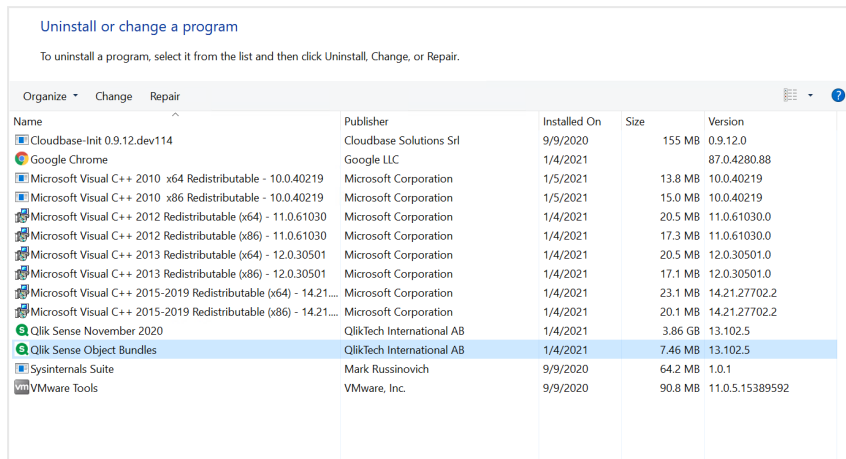 Uninstall or change a program
To uninstall a program, select it from the list and then click Uninstall, Change, or Repair.
Organize Change Repair ?
Name Publisher Installed On Size Version
Cloudbase-Init 0.9.12.dev114 Cloudbase Solutions Srl 9/9/2020 155 MB 0.9.12.0
Google Chrome Google LLC 1/4/2021 87.0.4280.88
Microsoft Visual C++ 2010 x64 Redistributable - 10.0.40219 Microsoft Corporation 1/5/2021 13.8 MB 10.0.40219
Microsoft Visual C++ 2010 x86 Redistributable - 10.0.40219 Microsoft Corporation 1/5/2021 15.0 MB 10.0.40219
Microsoft Visual C++ 2012 Redistributable (x64) - 11.0.61030 Microsoft Corporation 1/4/2021 20.5 MB 11.0.61030.0
Microsoft Visual C++ 2012 Redistributable (x86) - 11.0.61030 Microsoft Corporation 1/4/2021 17.3 MB 11.0.61030.0
Microsoft Visual C++ 2013 Redistributable (x64) - 12.0.30501 Microsoft Corporation 1/4/2021 20.5 MB 12.0.30501.0
Microsoft Visual C++ 2013 Redistributable (x86) - 12.0.30501 Microsoft Corporation 1/4/2021 17.1 MB 12.0.30501.0
Microsoft Visual C++ 2015-2019 Redistributable (x64) - 14.21.... Microsoft Corporation 1/4/2021 23.1 MB 14.21.27702.2
Microsoft Visual C++ 2015-2019 Redistributable (x86) - 14.21.... Microsoft Corporation 1/4/2021 20.1 MB 14.21.27702.2
Qlik Sense November 2020 QlikTech International AB 1/4/2021 3.86 GB 13.102.5
Qlik Sense Object Bundles QlikTech International AB 1/4/2021 7.46 MB 13.102.5
Sysinternals Suite Mark Russinovich 9/9/2020 64.2 MB 1.0.1
vm VMware Tools VMware, Inc. 9/9/2020 90.8 MB 11.0.5.15389592